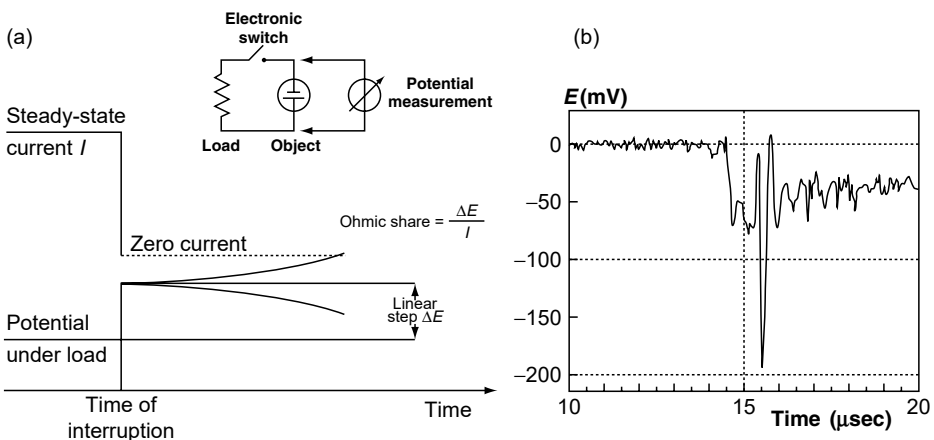 (a)
Electronic
switch
Potential
measurement
Load
Object
Steady-state
current I
Ohmic share = ΔE
I
Zero current
Linear
step ΔE
Potential
under load
Time of
interruption
Time
(b)
E(mV)
0
−50
−100
−150
−200
10
15
20
Time (μsec)